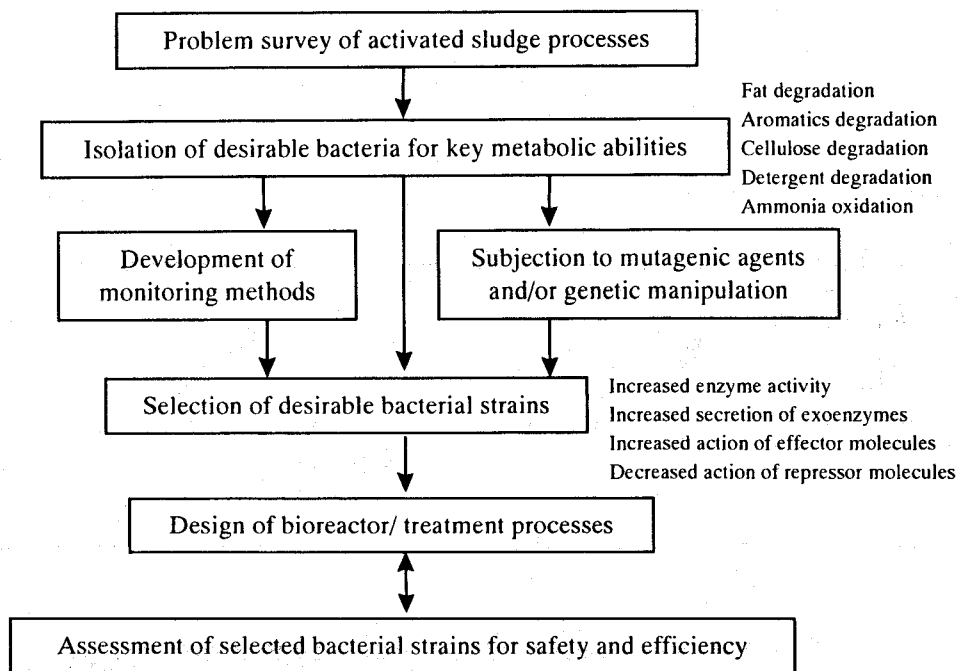 Problem survey of activated sludge processes
Fat degradation
Aromatics degradation
Isolation of desirable bacteria for key metabolic abilities
Cellulose degradation
Detergent degradation
Ammonia oxidation
Development of
monitoring methods
Subjection to mutagenic agents
and/or genetic manipulation
Selection of desirable bacterial strains
Increased enzyme activity
Increased secretion of exoenzymes
Increased action of effector molecules
Decreased action of repressor molecules
Design of bioreactor/ treatment processes
Assessment of selected bacterial strains for safety and efficiency